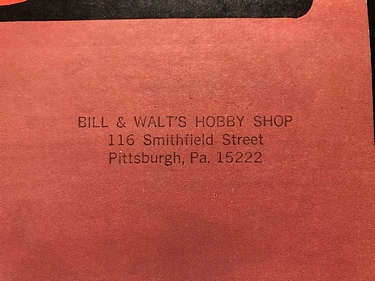 BILL & WALT'S HOBBY SHOP
116 Smithfield Street
Pittsburgh, Pa. 15222